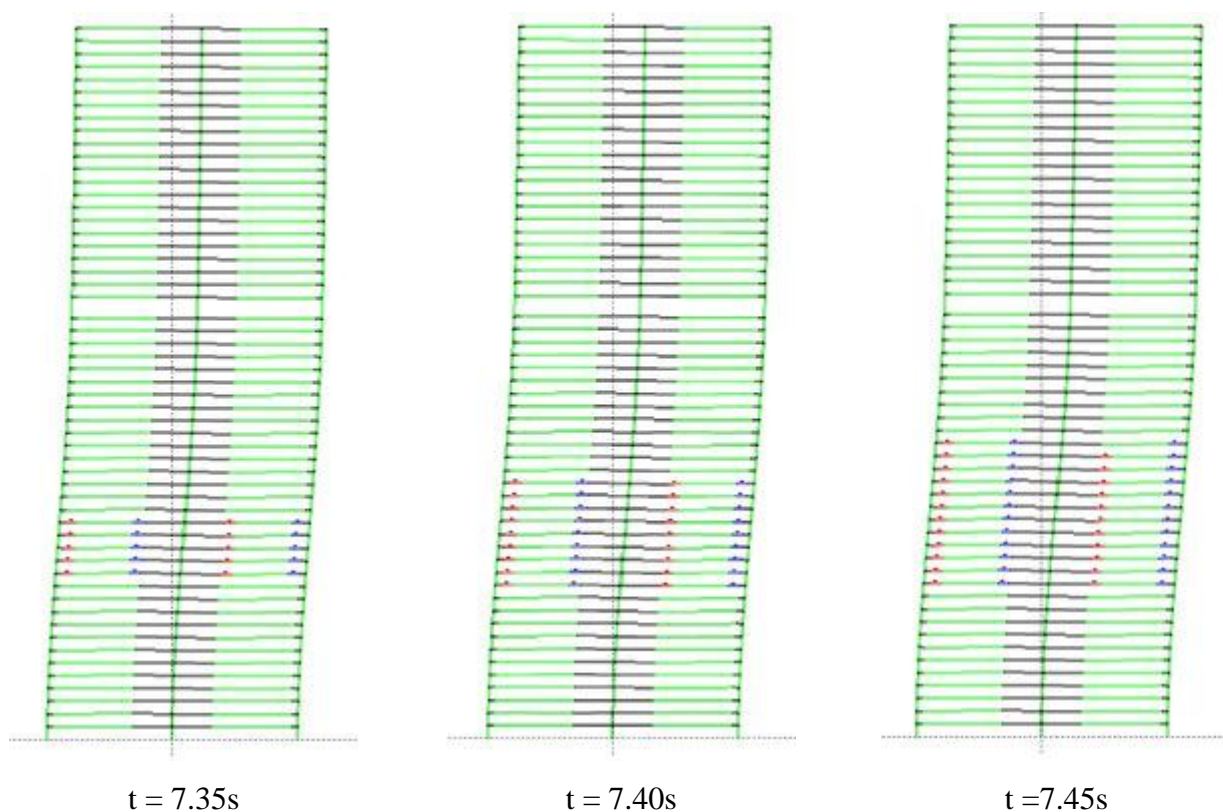 t = 7.35s t = 7.40s t =7.45s